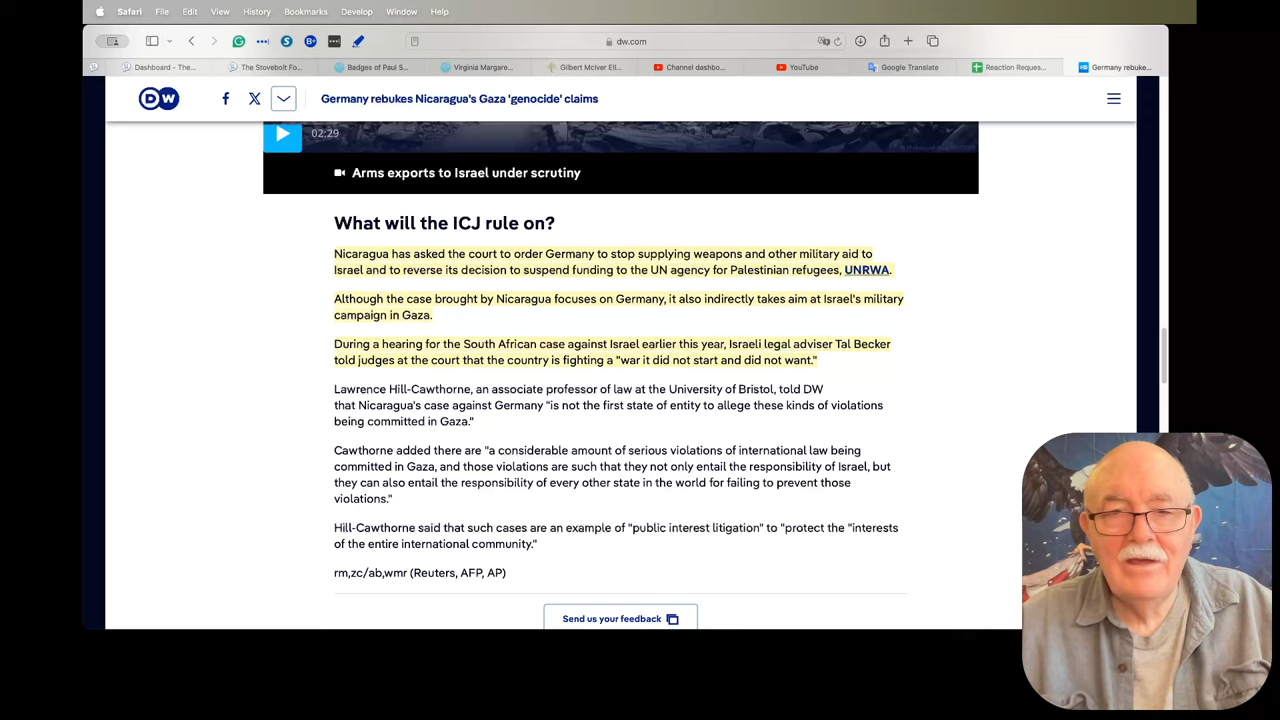 Safari File Edit View History Bookmarks Develop Window Help
dw.com
Dashboard - The... The Stovebolt Fo... Badges of Paul S... Virginia Margare... Gilbert McIver Ell... Channel dashbo... YouTube Google Translate Reaction Reques... Germany rebuke...
DW Germany rebukes Nicaragua's Gaza 'genocide' claims
02:29
Arms exports to Israel under scrutiny
What will the ICJ rule on?
Nicaragua has asked the court to order Germany to stop supplying weapons and other military aid to
Israel and to reverse its decision to suspend funding to the UN agency for Palestinian refugees, UNRWA.
Although the case brought by Nicaragua focuses on Germany, it also indirectly takes aim at Israel's military
campaign in Gaza.
During a hearing for the South African case against Israel earlier this year, Israeli legal adviser Tal Becker
told judges at the court that the country is fighting a "war it did not start and did not want."
Lawrence Hill-Cawthorne, an associate professor of law at the University of Bristol, told DW
that Nicaragua's case against Germany "is not the first state of entity to allege these kinds of violations
being committed in Gaza."
Cawthorne added there are "a considerable amount of serious violations of international law being
committed in Gaza, and those violations are such that they not only entail the responsibility of Israel, but
they can also entail the responsibility of every other state in the world for failing to prevent those
violations."
Hill-Cawthorne said that such cases are an example of "public interest litigation" to "protect the "interests
of the entire international community."
rm,zc/ab,wmr (Reuters, AFP, AP)
Send us your feedback